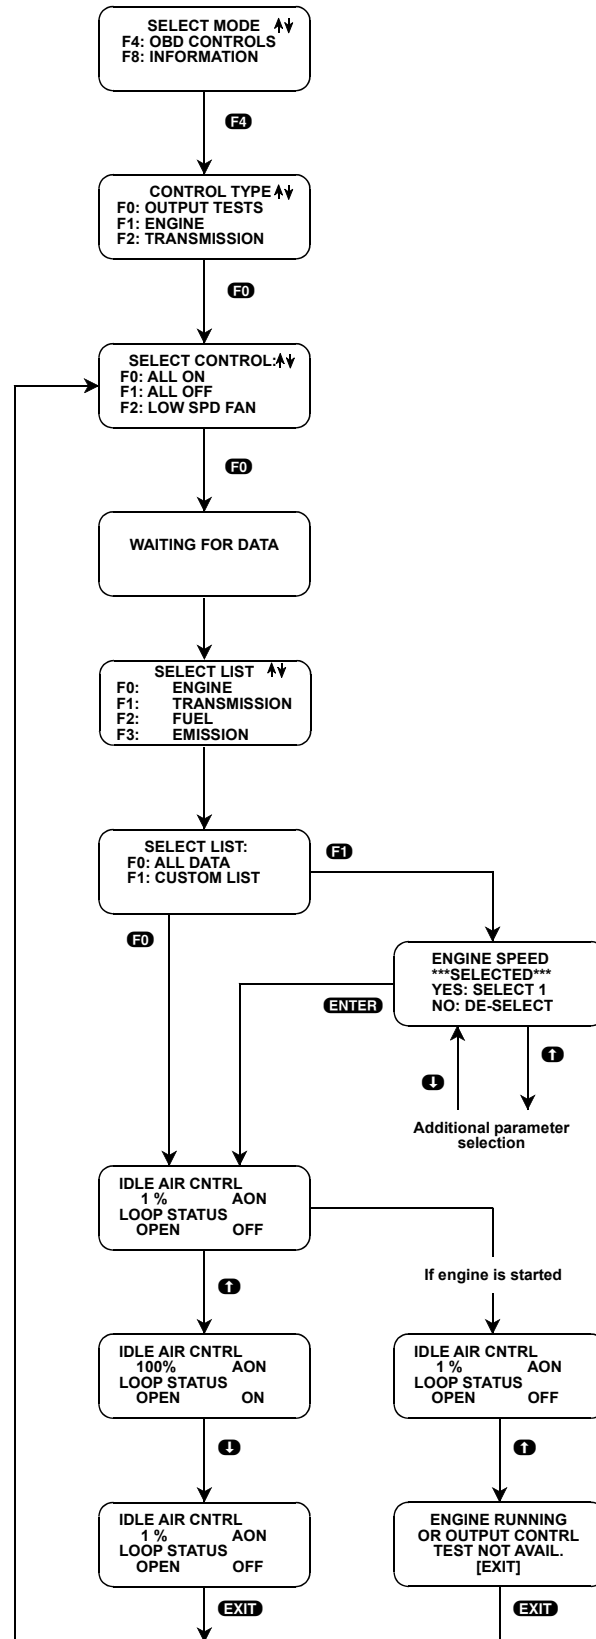 SELECT MODE
F4: OBD CONTROLS
F8: INFORMATION
F4
CONTROL TYPE
F0: OUTPUT TESTS
F1: ENGINE
F2: TRANSMISSION
F0
SELECT CONTROL:
F0: ALL ON
F1: ALL OFF
F2: LOW SPD FAN
F0
WAITING FOR DATA
SELECT LIST
F0: ENGINE
F1: TRANSMISSION
F2: FUEL
F3: EMISSION
SELECT LIST:
F0: ALL DATA
F1: CUSTOM LIST
F1
F0
ENGINE SPEED
***SELECTED***
YES: SELECT 1
NO: DE-SELECT
ENTER
Additional parameter
selection
IDLE AIR CNTRL
1 % AON
LOOP STATUS
OPEN OFF
If engine is started
IDLE AIR CNTRL
100% AON
LOOP STATUS
OPEN ON
IDLE AIR CNTRL
1 % AON
LOOP STATUS
OPEN OFF
IDLE AIR CNTRL
1 % AON
LOOP STATUS
OPEN OFF
ENGINE RUNNING
OR OUTPUT CONTRL
TEST NOT AVAIL.
[EXIT]
EXIT
EXIT